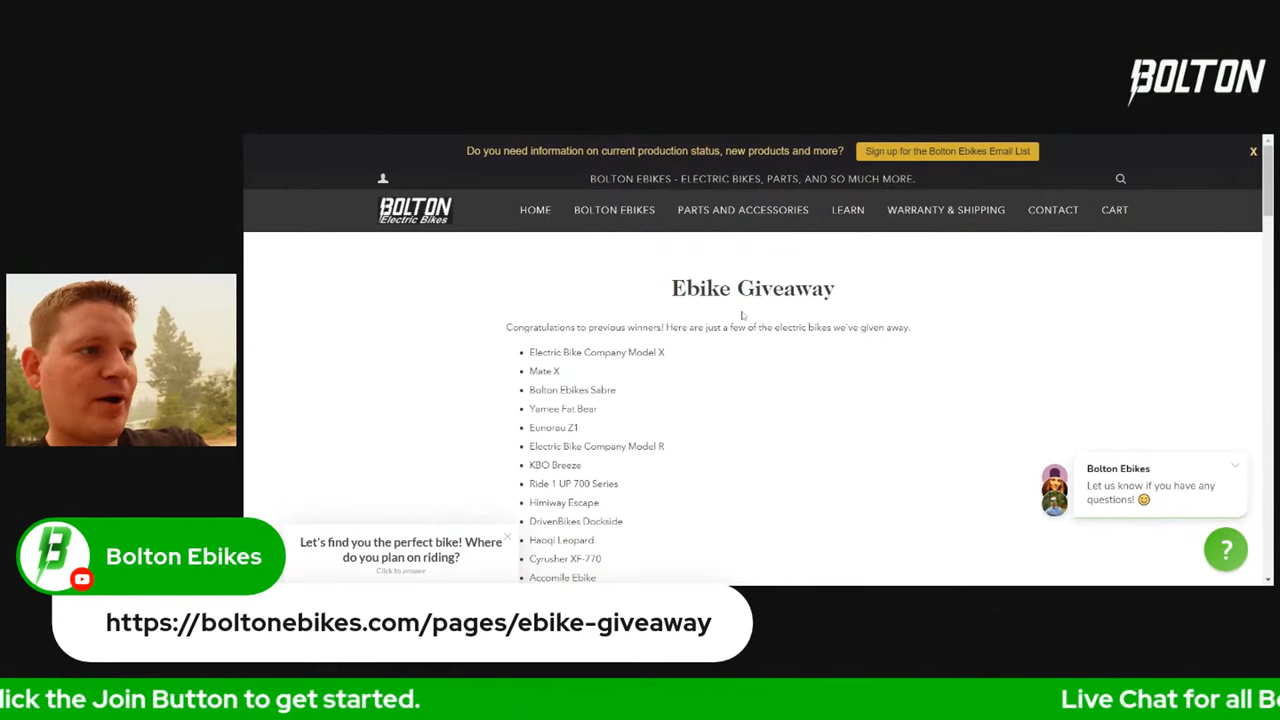 BOLTON
Do you need information on current production status, new products and more?
Sign up for the Bolton Ebikes Email List
X
BOLTON EBIKES - ELECTRIC BIKES, PARTS, AND SO MUCH MORE.
BOLTON
Electric Bikes
HOME
BOLTON EBIKES
PARTS AND ACCESSORIES
LEARN
WARRANTY & SHIPPING
CONTACT
CART
Ebike Giveaway
Congratulations to previous winners! Here are just a few of the electric bikes we've given away.
• Electric Bike Company Model X
• Mate X
• Bolton Ebikes Sabre
• Yamee Fat Bear
• Eunorau Z1
• Electric Bike Company Model R
• KBO Breeze
• Ride 1 UP 700 Series
• Himiway Escape
• DrivenBikes Dockside
• Haoqi Leopard
• Cyrusher XF-770
• Accomile Ebike
Bolton Ebikes
Let us know if you have any
questions! 😊
?
Let's find you the perfect bike! Where
do you plan on riding?
Click to answer
B
Bolton Ebikes
https://boltonebikes.com/pages/ebike-giveaway
lick the Join Button to get started.
Live Chat for all Bo